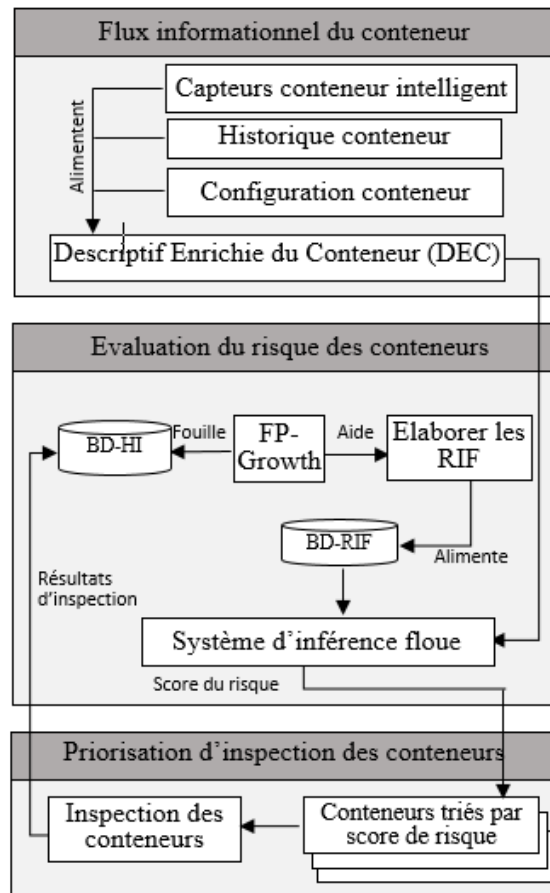 Flux informationnel du conteneur
Capteurs conteneur intelligent
Historique conteneur
Configuration conteneur
Alimentent
Descriptif Enrichie du Conteneur (DEC)
Evaluation du risque des conteneurs
BD-HI
Fouille
FP-
Growth
Aide
Elaborer les
RIF
BD-RIF
Alimente
Résultats
d'inspection
Système d'inférence floue
Score du risque
Priorisation d'inspection des conteneurs
Inspection des
conteneurs
Conteneurs triés par
score de risque